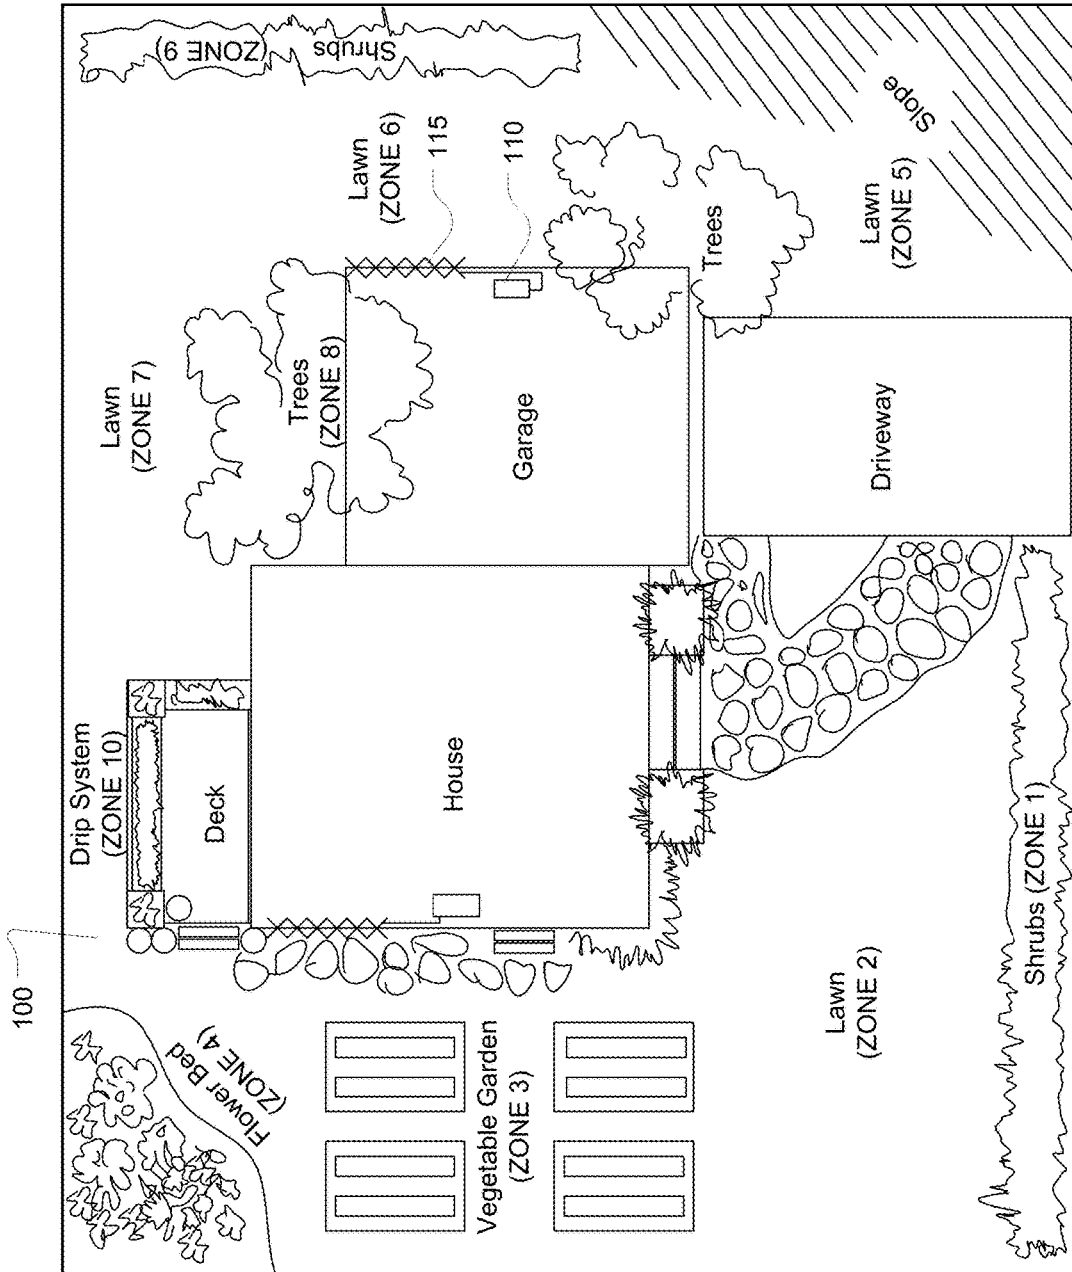 100
Drip System
(ZONE 10)
Lawn
(ZONE 7)
Flower Bed
(ZONE 4)
Deck
Trees
(ZONE 8)
Shrubs (ZONE 9)
Lawn
(ZONE 6)
115
110
Vegetable Garden
(ZONE 3)
House
Garage
Trees
Lawn
(ZONE 2)
Driveway
Lawn
(ZONE 5)
Slope
Shrubs (ZONE 1)